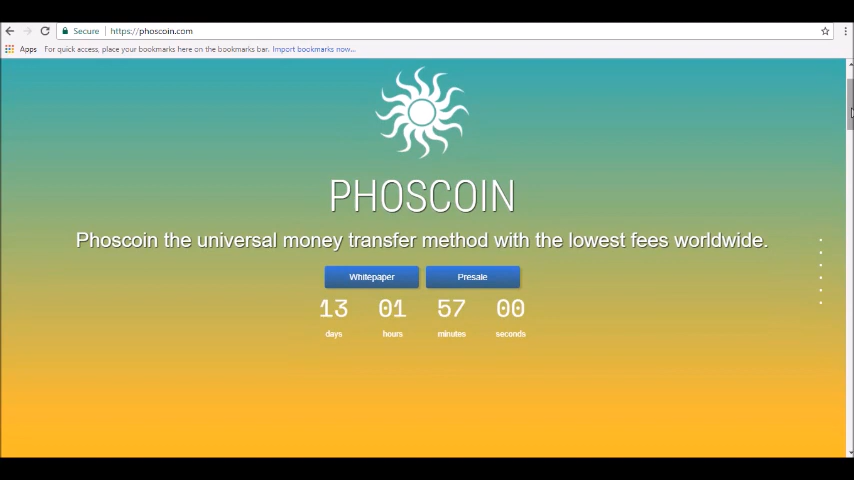 Secure https://phoscoin.com
Apps For quick access, place your bookmarks here on the bookmarks bar. Import bookmarks now...
PHOSCOIN
Phoscoin the universal money transfer method with the lowest fees worldwide.
Whitepaper Presale
13 01 57 00
days hours minutes seconds